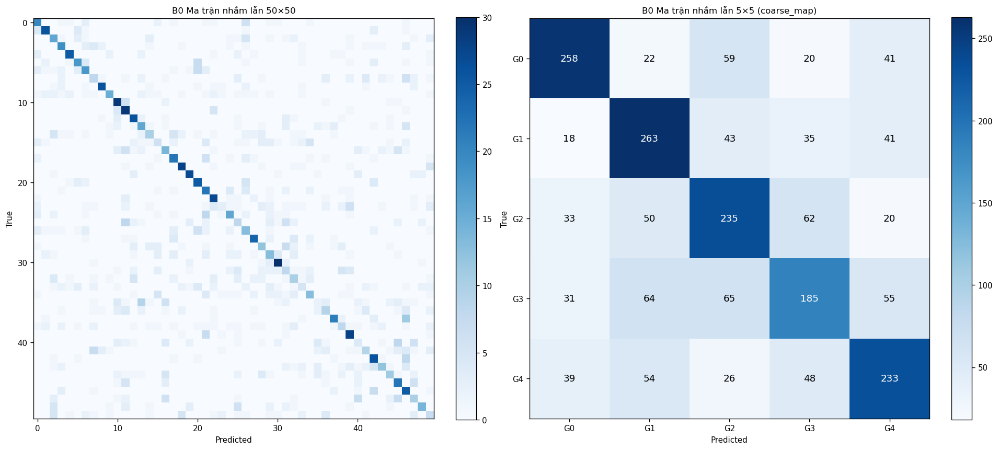 B0 Ma trận nhầm lẫn 50×50
0
10
20
30
40
True
0
10
20
30
40
Predicted
30
25
20
15
10
5
0
B0 Ma trận nhầm lẫn 5×5 (coarse_map)
G0
G1
G2
G3
G4
True
258 22 59 20 41
18 263 43 35 41
33 50 235 62 20
31 64 65 185 55
39 54 26 48 233
G0 G1 G2 G3 G4
Predicted
250
200
150
100
50